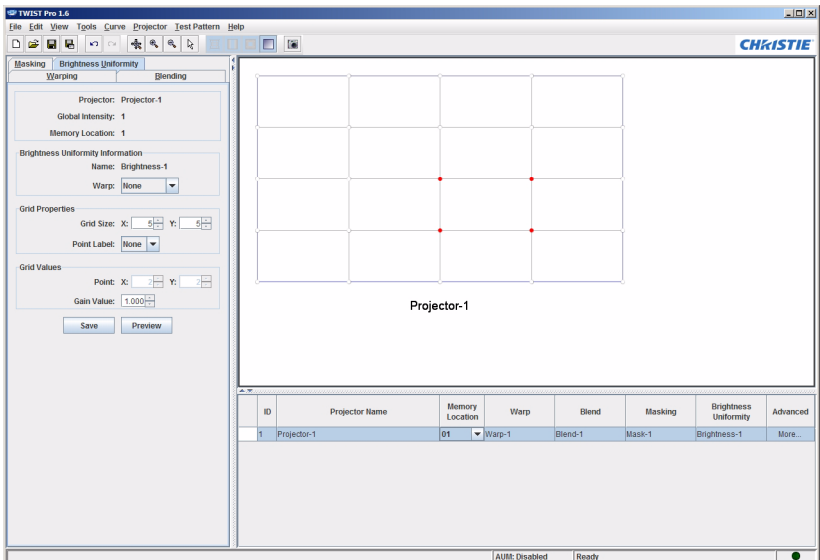 TWIST Pro 1.6
File Edit View Tools Curve Projector Test Pattern Help
CHRISTIE
Masking Brightness Uniformity
Warping Blending
Projector: Projector-1
Global Intensity: 1
Memory Location: 1
Brightness Uniformity Information
Name: Brightness-1
Warp: None
Grid Properties
Grid Size: X: 5 Y: 5
Point Label: None
Grid Values
Point: X: 2 Y: 2
Gain Value: 1.000
Save Preview
Projector-1
ID Projector Name Memory Location Warp Blend Masking Brightness Uniformity Advanced
1 Projector-1 01 Warp-1 Blend-1 Mask-1 Brightness-1 More...
AUM: Disabled Ready